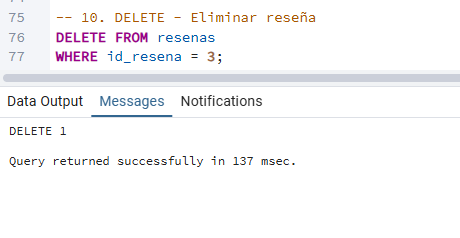 75 -- 10. DELETE - Eliminar reseña
76 DELETE FROM resenas
77 WHERE id_resena = 3;
Data Output Messages Notifications
DELETE 1
Query returned successfully in 137 msec.